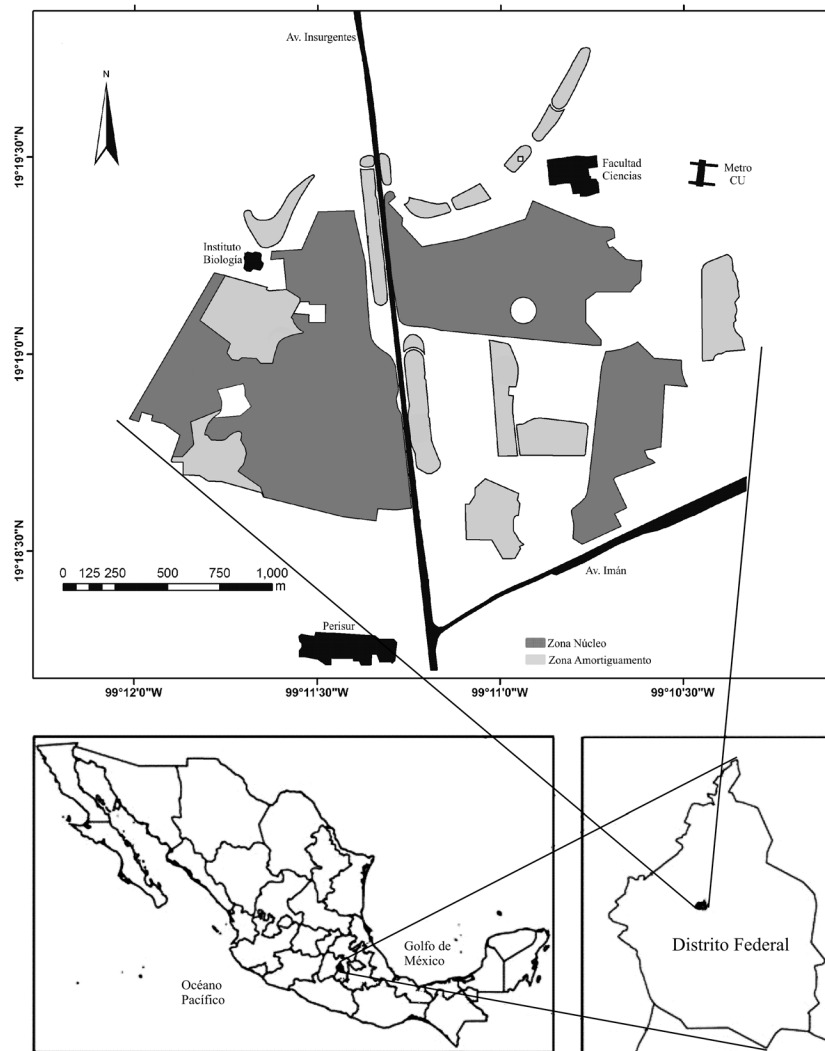 Av. Insurgentes
N
19°19'30"N
Facultad
Ciencias
Metro
CU
Instituto
Biología
19°19'0"N
19°18'30"N
0 125 250 500 750 1,000
m
Av. Imán
Perisur
Zona Núcleo
Zona Amortiguamento
99°12'0"W
99°11'30"W
99°11'0"W
99°10'30"W
Golfo de
México
Océano
Pacífico
Distrito Federal